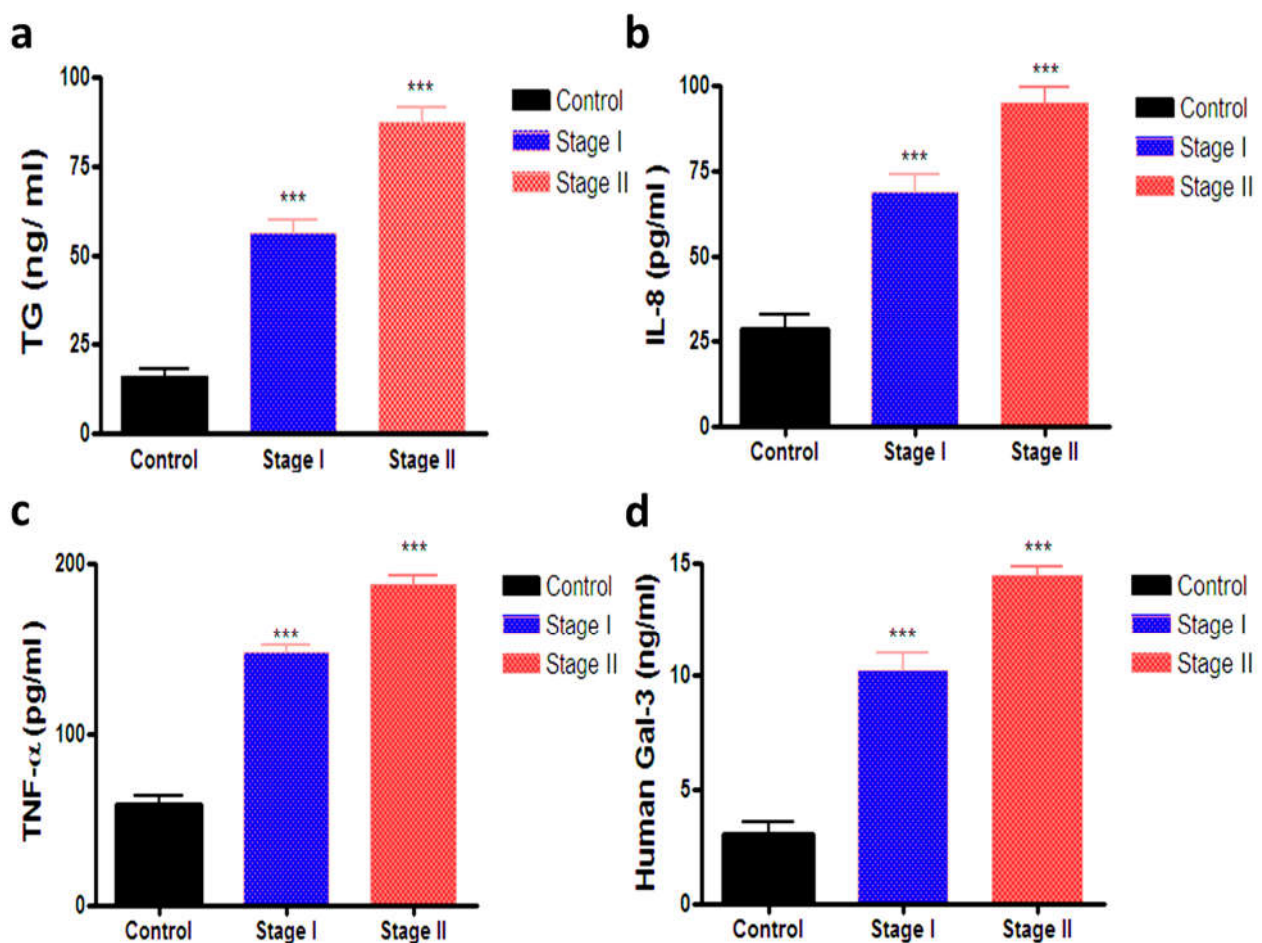 a
TG (ng/ ml)
100
75
50
25
0
***
***
Control
Stage I
Stage II
Control
Stage I
Stage II
b
IL-8 (pg/ml)
100
75
50
25
0
***
***
Control
Stage I
Stage II
Control
Stage I
Stage II
c
TNF-α (pg/ml)
200
100
0
***
***
Control
Stage I
Stage II
Control
Stage I
Stage II
d
Human Gal-3 (ng/ml)
15
10
5
0
***
***
Control
Stage I
Stage II
Control
Stage I
Stage II